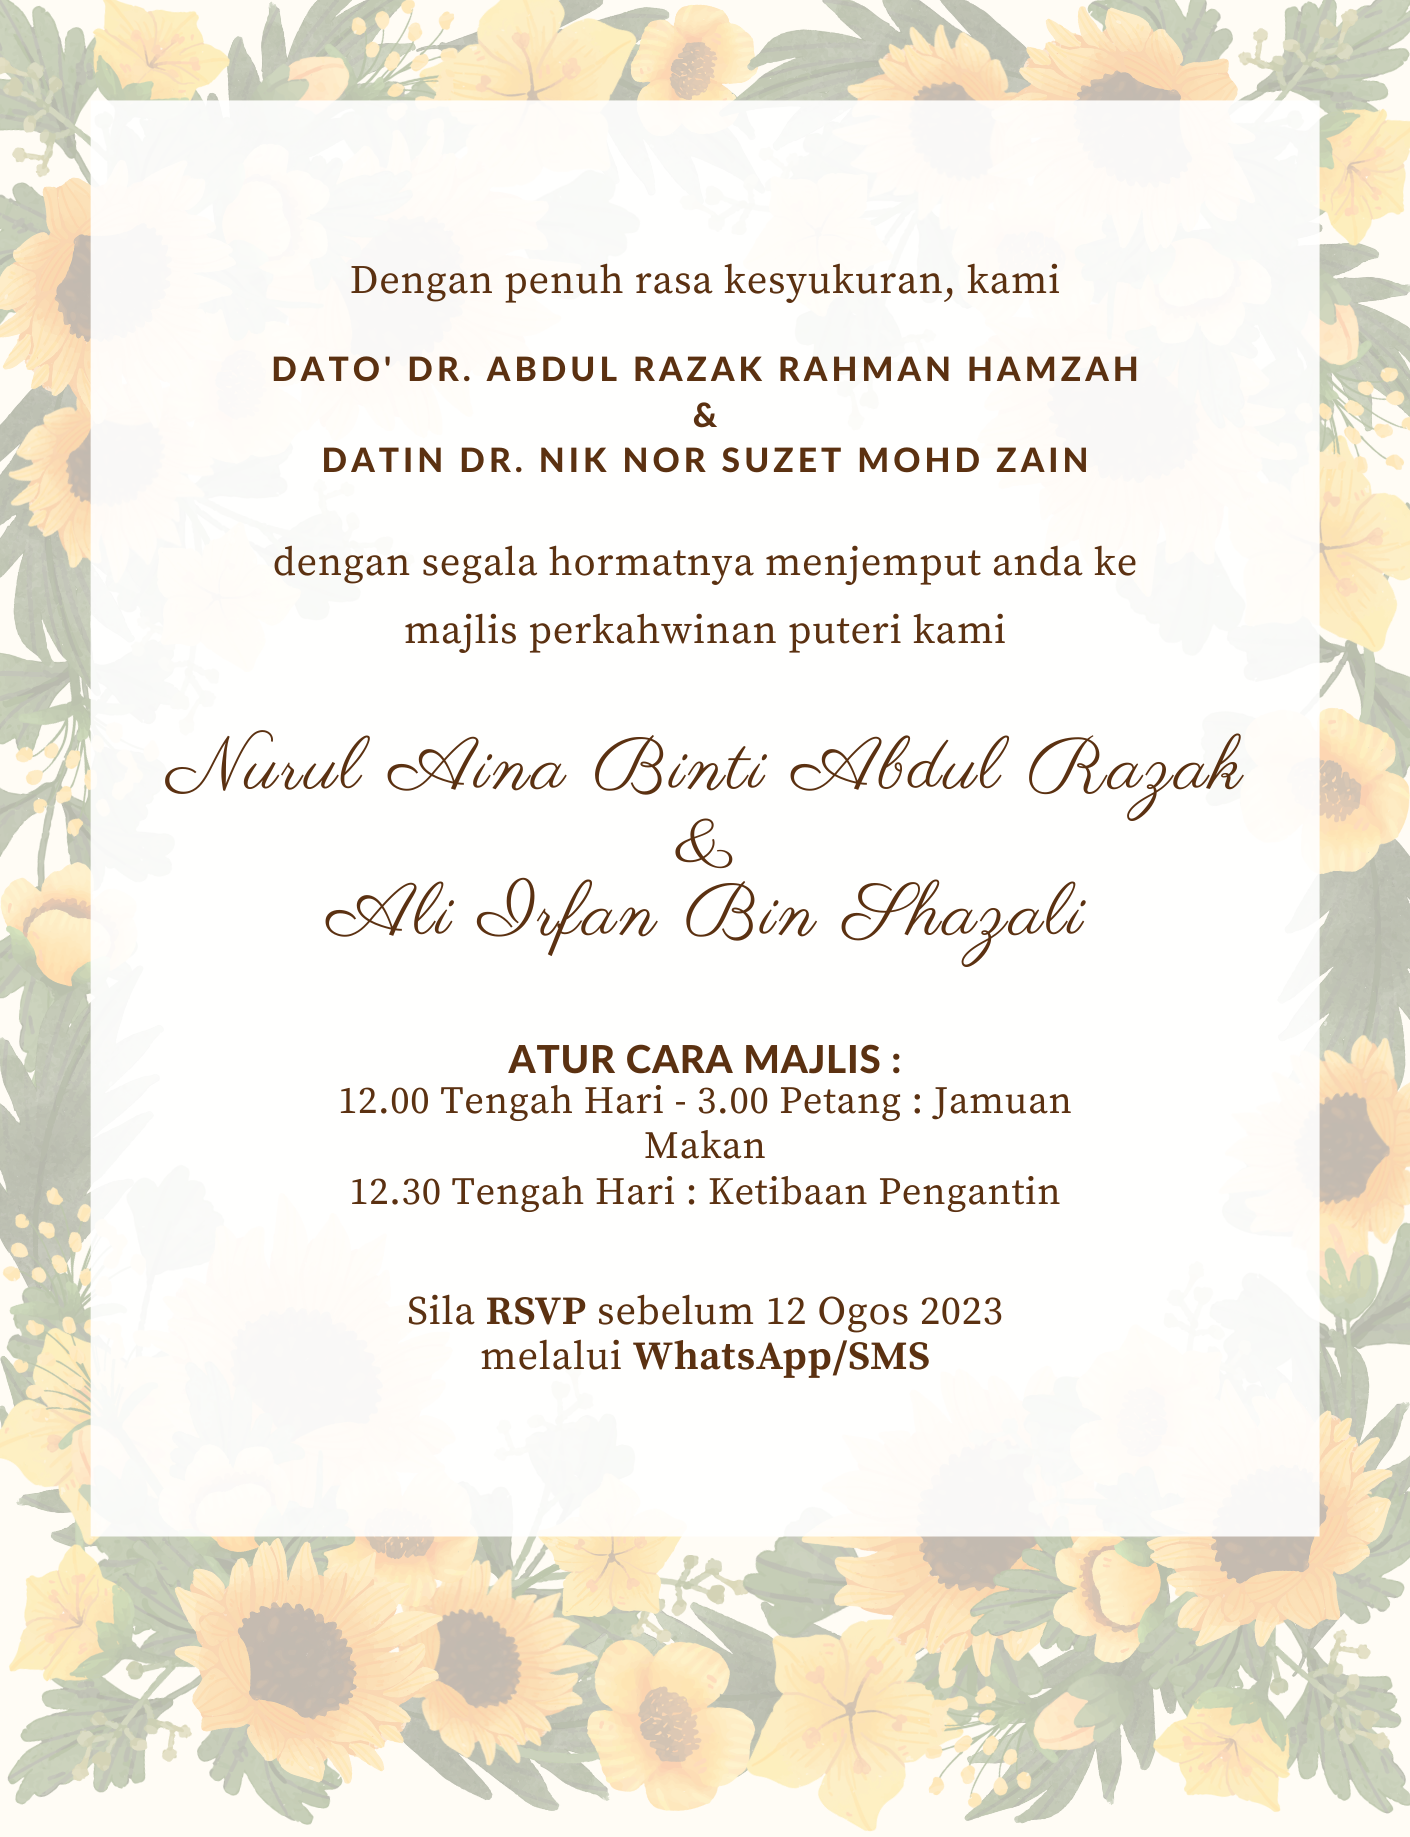 Dengan penuh rasa kesyukuran, kami
DATO' DR. ABDUL RAZAK RAHMAN HAMZAH
&
DATIN DR. NIK NOR SUZET MOHD ZAIN
dengan segala hormatnya menjemput anda ke
majlis perkahwinan puteri kami
Nurul Aina Binti Abdul Razak
&
Ali Irfan Bin Shazali
ATUR CARA MAJLIS :
12.00 Tengah Hari - 3.00 Petang : Jamuan
Makan
12.30 Tengah Hari : Ketibaan Pengantin
Sila RSVP sebelum 12 Ogos 2023
melalui WhatsApp/SMS